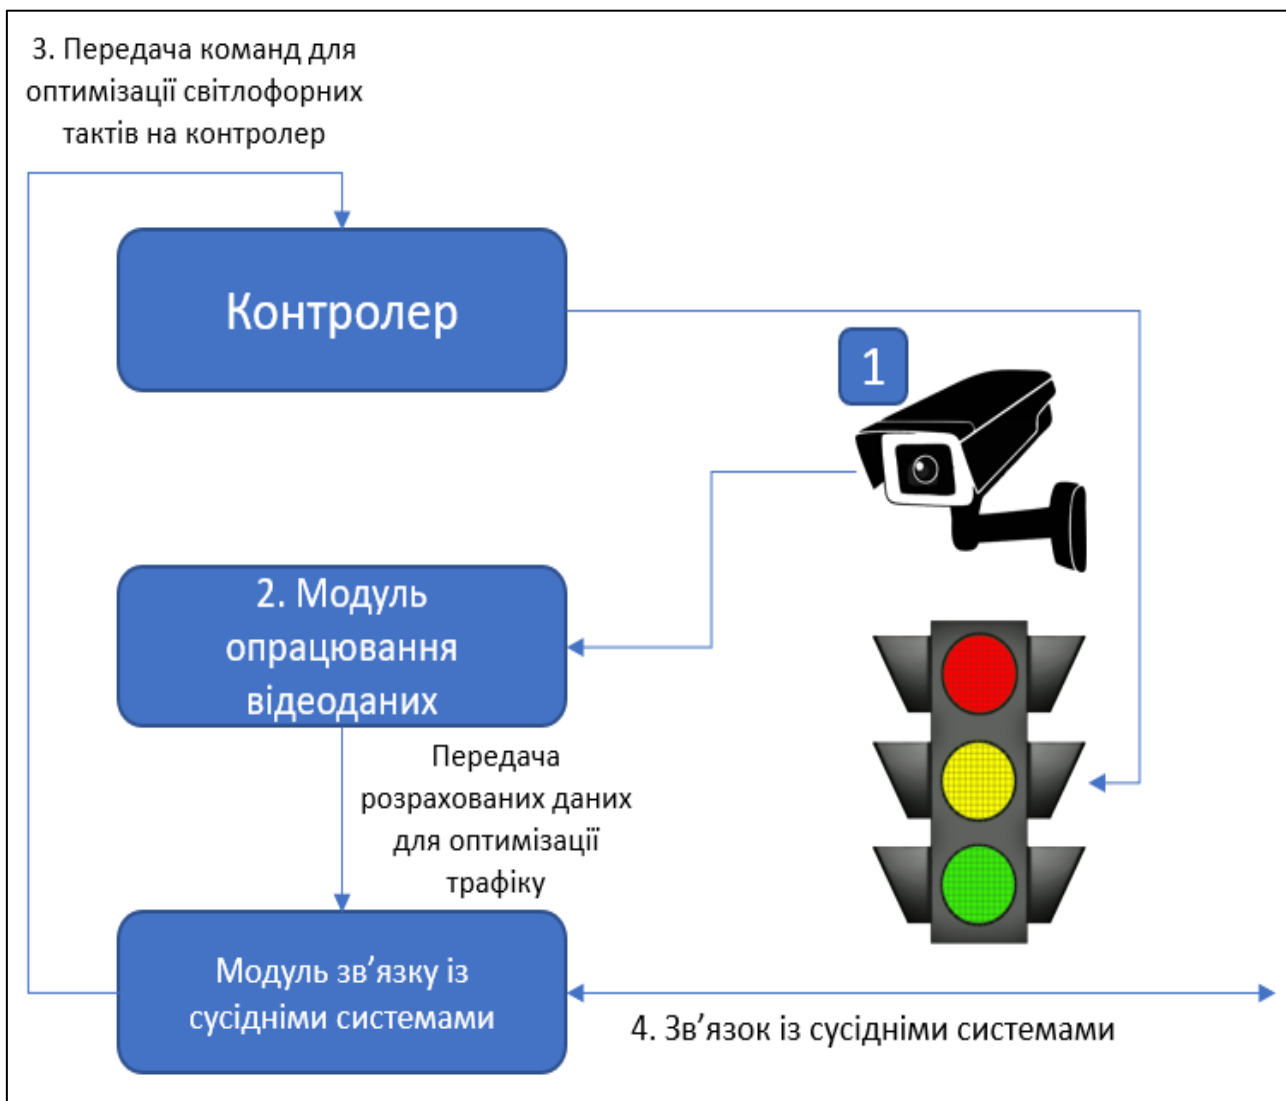 3. Передача команд для
оптимізації світлофорних
тактів на контролер
Контролер
1
2. Модуль
опрацювання
відеоданих
Передача
розрахованих даних
для оптимізації
трафіку
Модуль зв’язку із
сусідніми системами
4. Зв’язок із сусідніми системами